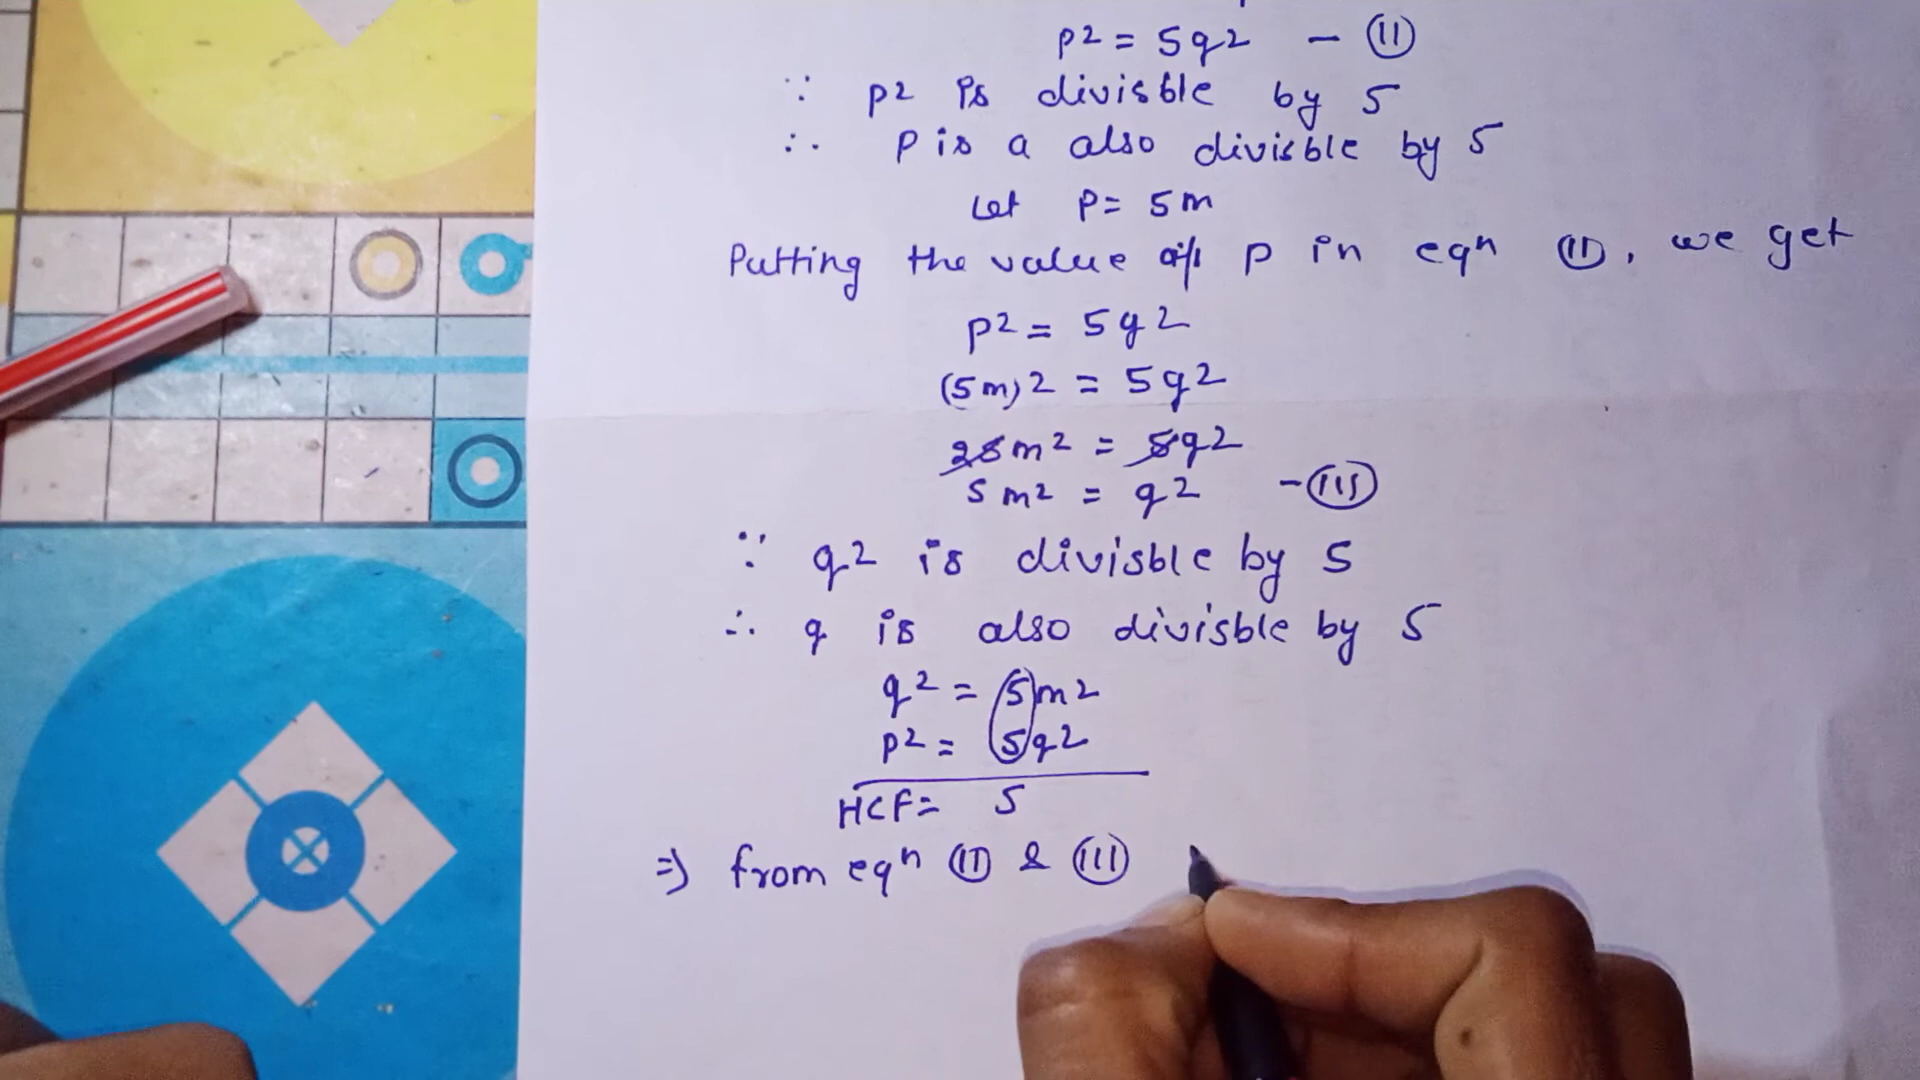 p2 = 5q2 - (II)
∵ p2 is divisble by 5
∴ p is a also divisble by 5
Let p = 5m
Putting the value of p in eqn (II), we get
p2 = 5q2
(5m)2 = 5q2
25m2 = 5q2
5m2 = q2 - (III)
∵ q2 is divisble by 5
∴ q is also divisble by 5
q2 = 5m2
p2 = 5q2
HCF = 5
⇒ from eqn (II) & (III)